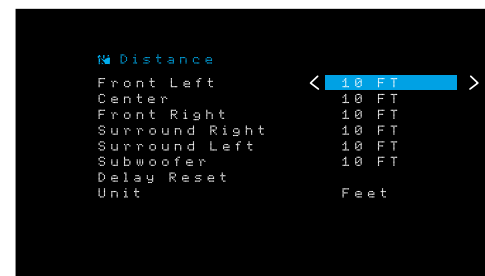 Distance
Front Left < 10 FT >
Center 10 FT
Front Right 10 FT
Surround Right 10 FT
Surround Left 10 FT
Subwoofer 10 FT
Delay Reset
Unit Feet